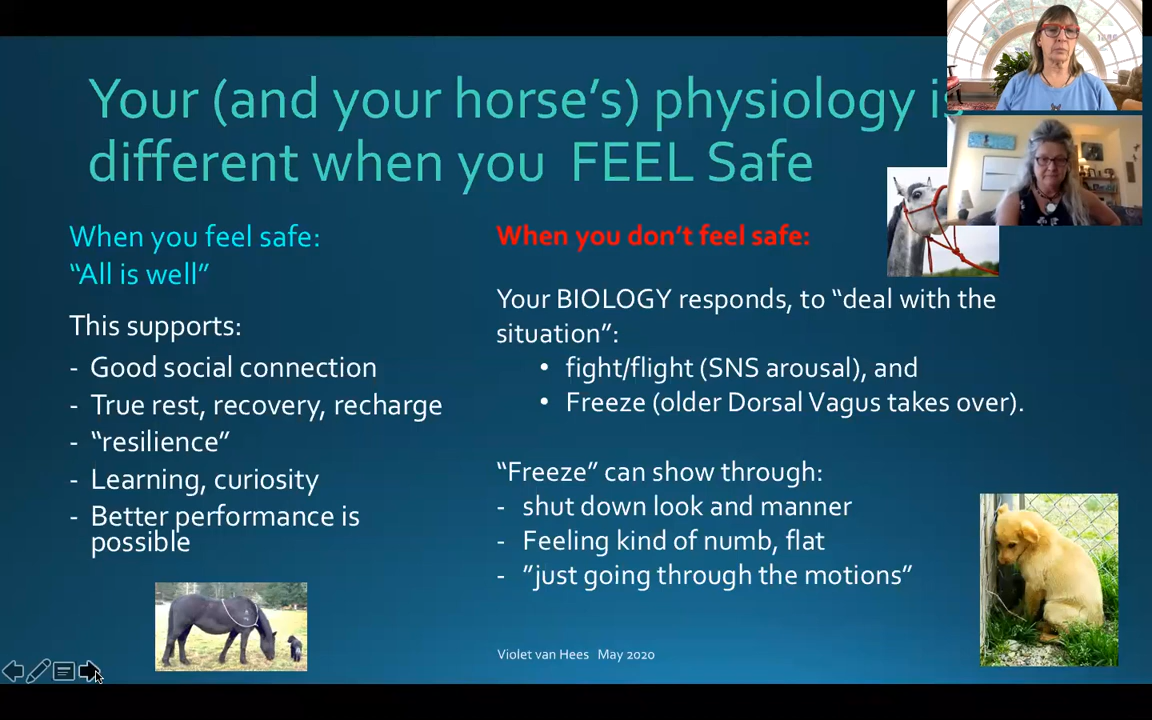 Your (and your horse’s) physiology is
different when you  FEEL Safe
When you feel safe:
“All is well”
This supports:
- Good social connection
- True rest, recovery, recharge
- “resilience”
- Learning, curiosity
- Better performance is
possible
When you don’t feel safe:
Your BIOLOGY responds, to “deal with the
situation”:
• fight/flight (SNS arousal), and
• Freeze (older Dorsal Vagus takes over).
“Freeze” can show through:
- shut down look and manner
- Feeling kind of numb, flat
- ”just going through the motions”
Violet van Hees   May 2020